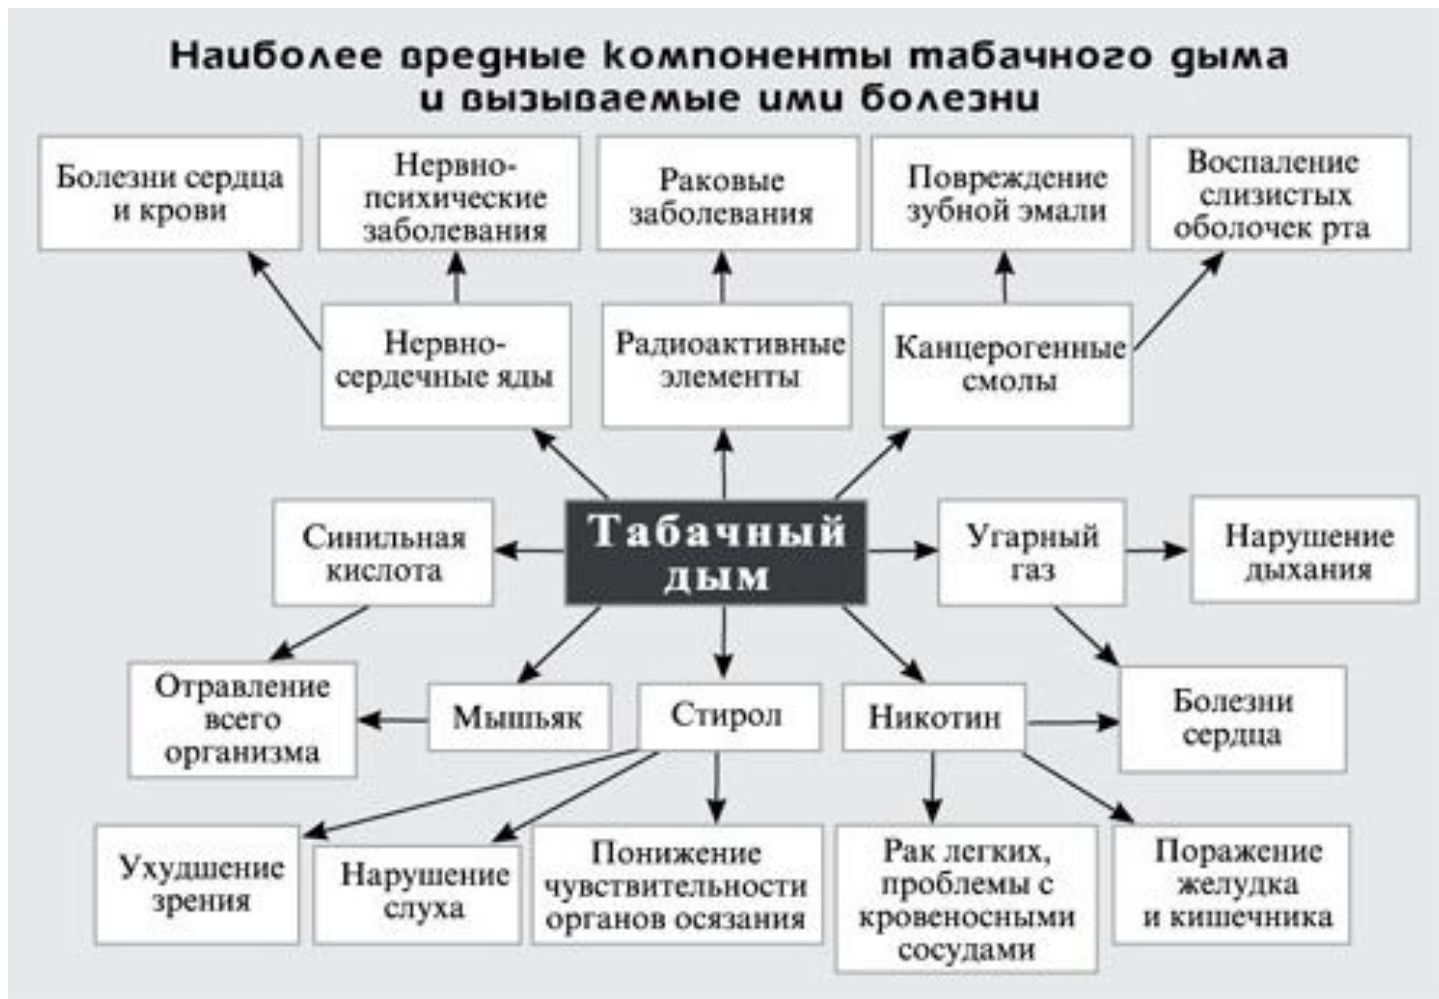 Наиболее вредные компоненты табачного дыма
и вызываемые ими болезни
Болезни сердца
и крови
Нервно-
психические
заболевания
Раковые
заболевания
Повреждение
зубной эмали
Воспаление
слизистых
оболочек рта
Нервно-
сердечные яды
Радиоактивные
элементы
Канцерогенные
смолы
Синильная
кислота
Табачный
дым
Угарный
газ
Нарушение
дыхания
Отравление
всего
организма
Мышьяк
Стирол
Никотин
Болезни
сердца
Ухудшение
зрения
Нарушение
слуха
Понижение
чувствительности
органов осязания
Рак легких,
проблемы с
кровеносными
сосудами
Поражение
желудка
и кишечника